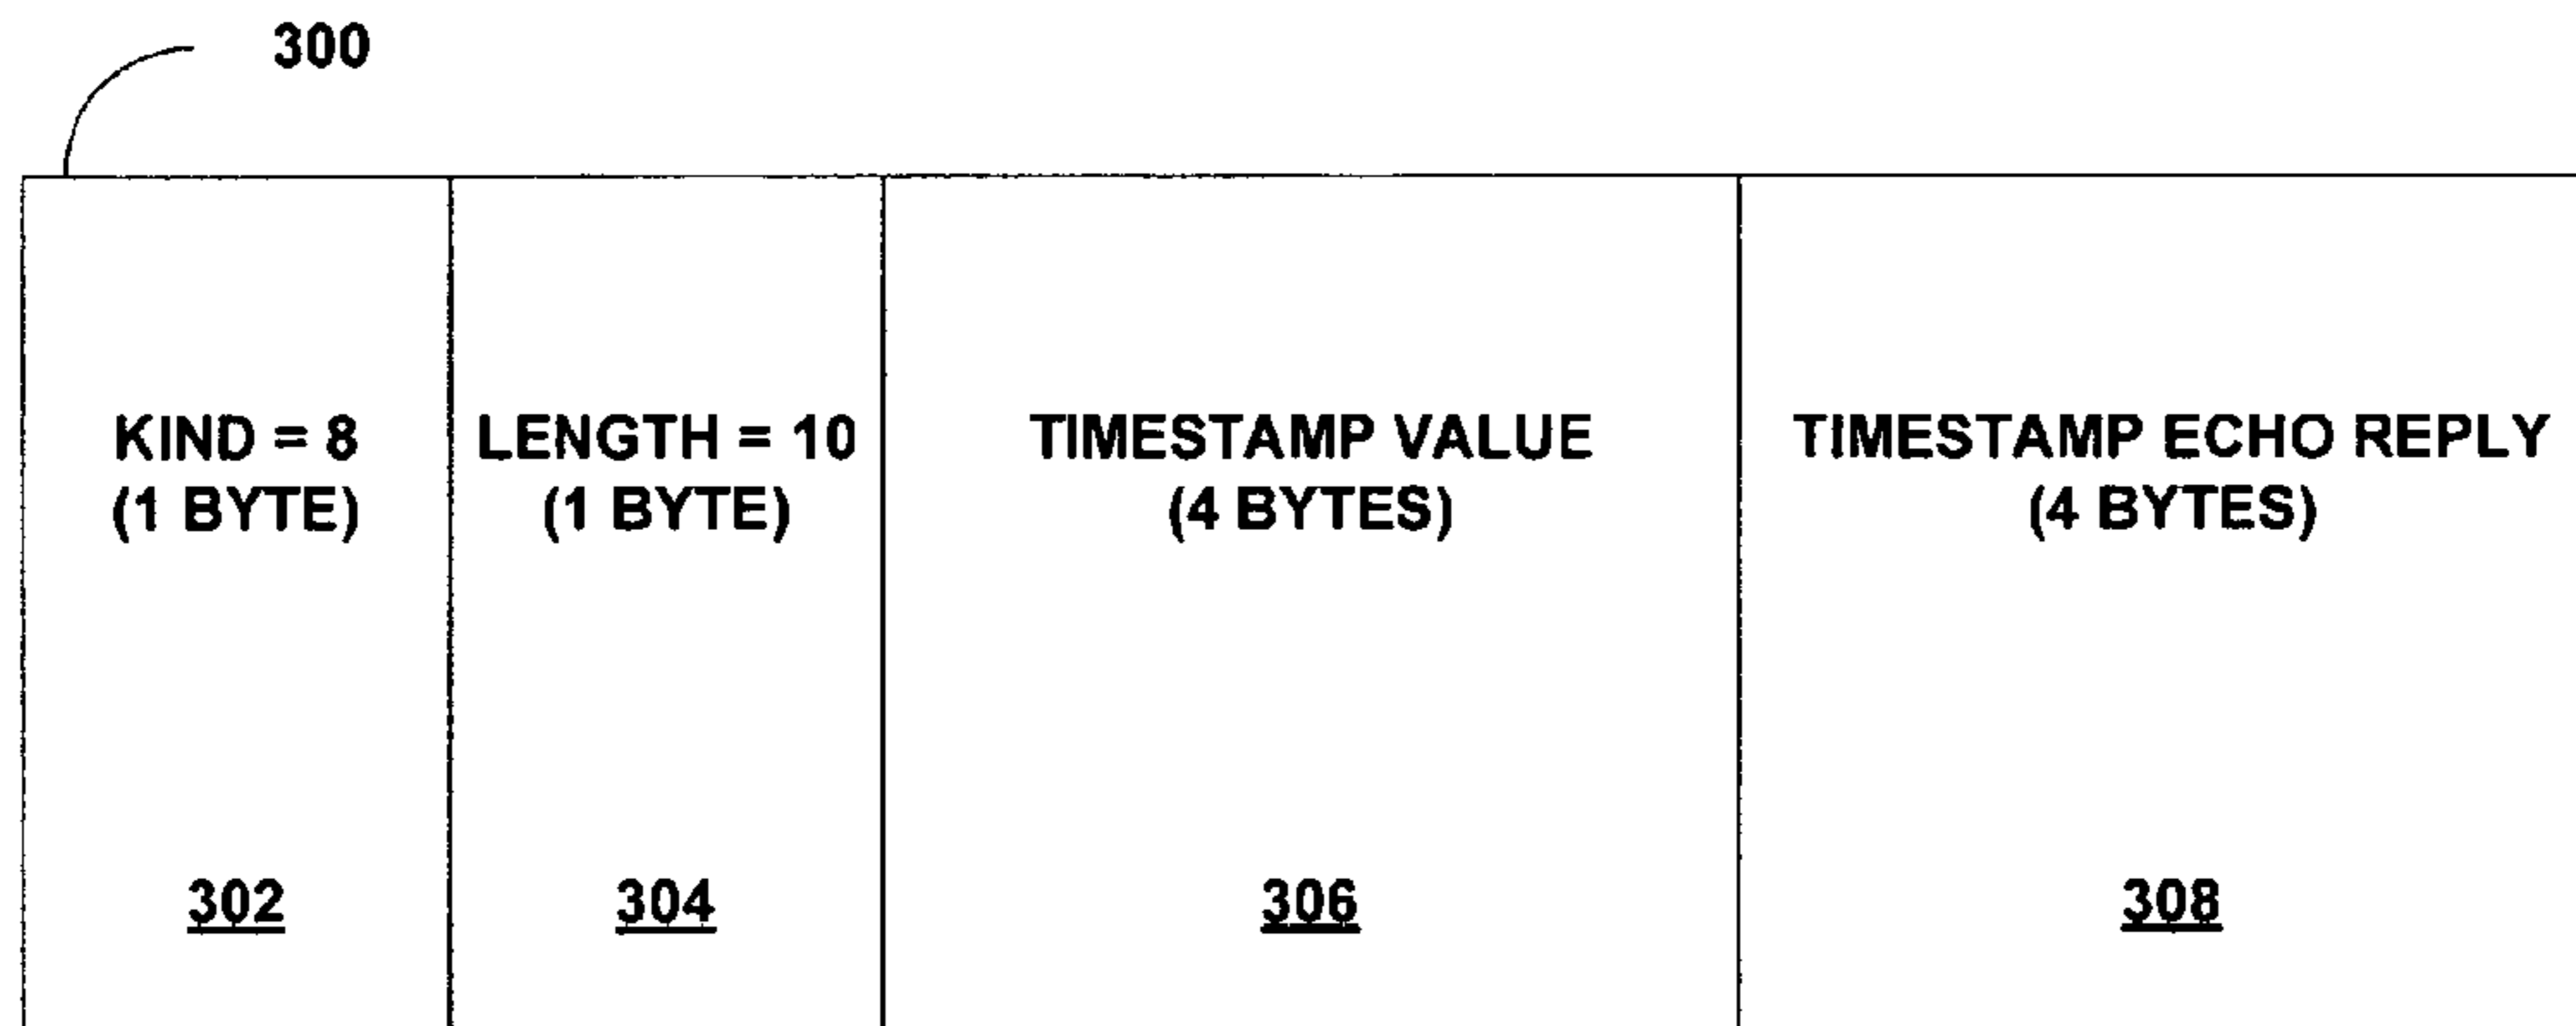 300
KIND = 8
(1 BYTE)
302
LENGTH = 10
(1 BYTE)
304
TIMESTAMP VALUE
(4 BYTES)
306
TIMESTAMP ECHO REPLY
(4 BYTES)
308